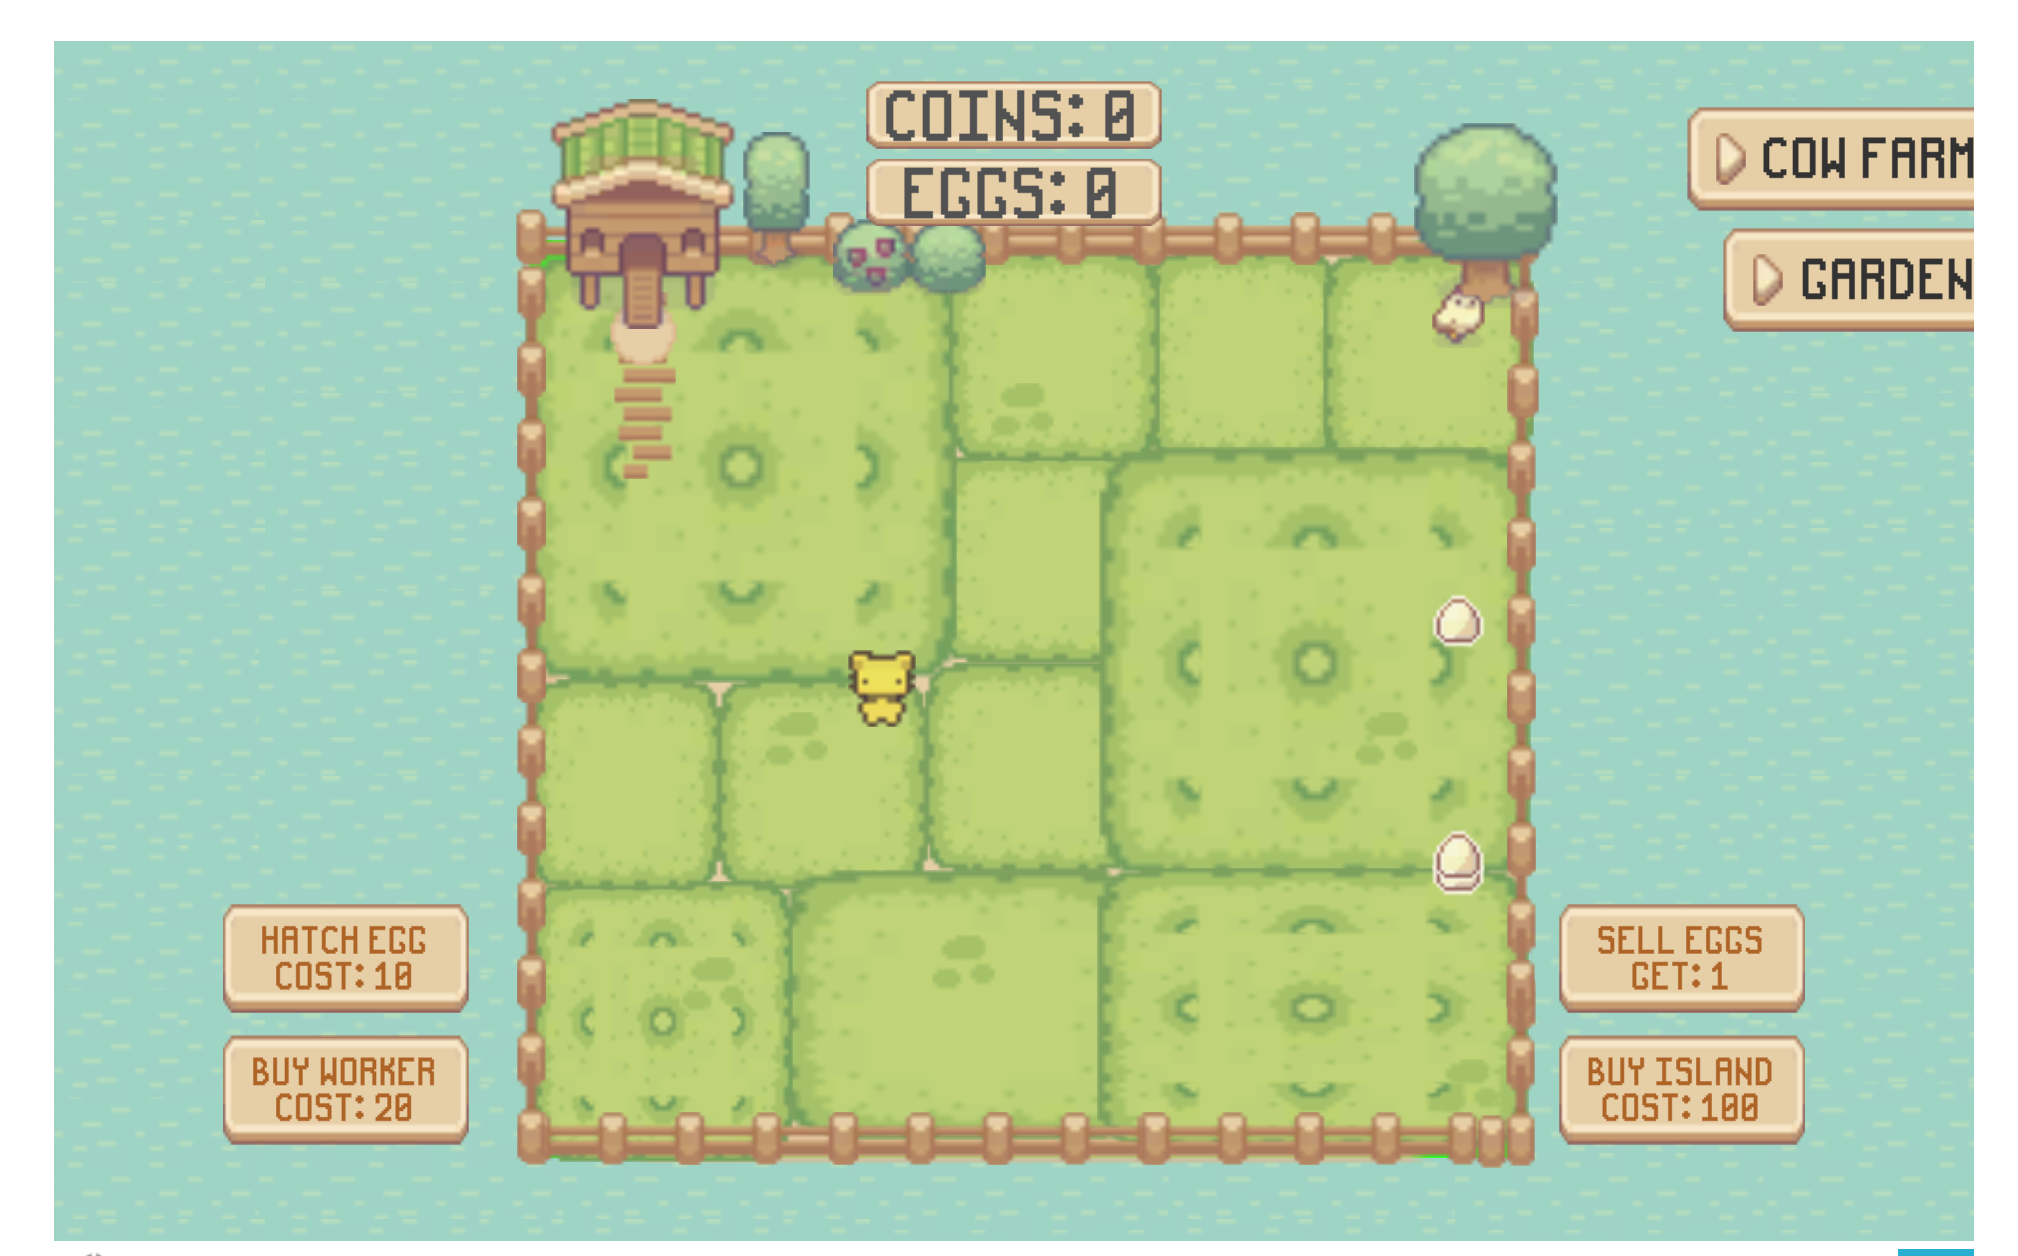 COINS: 0
EGGS: 0
COW FARM
GARDEN
HATCH EGG
COST: 10
BUY WORKER
COST: 20
SELL EGGS
GET: 1
BUY ISLAND
COST: 100